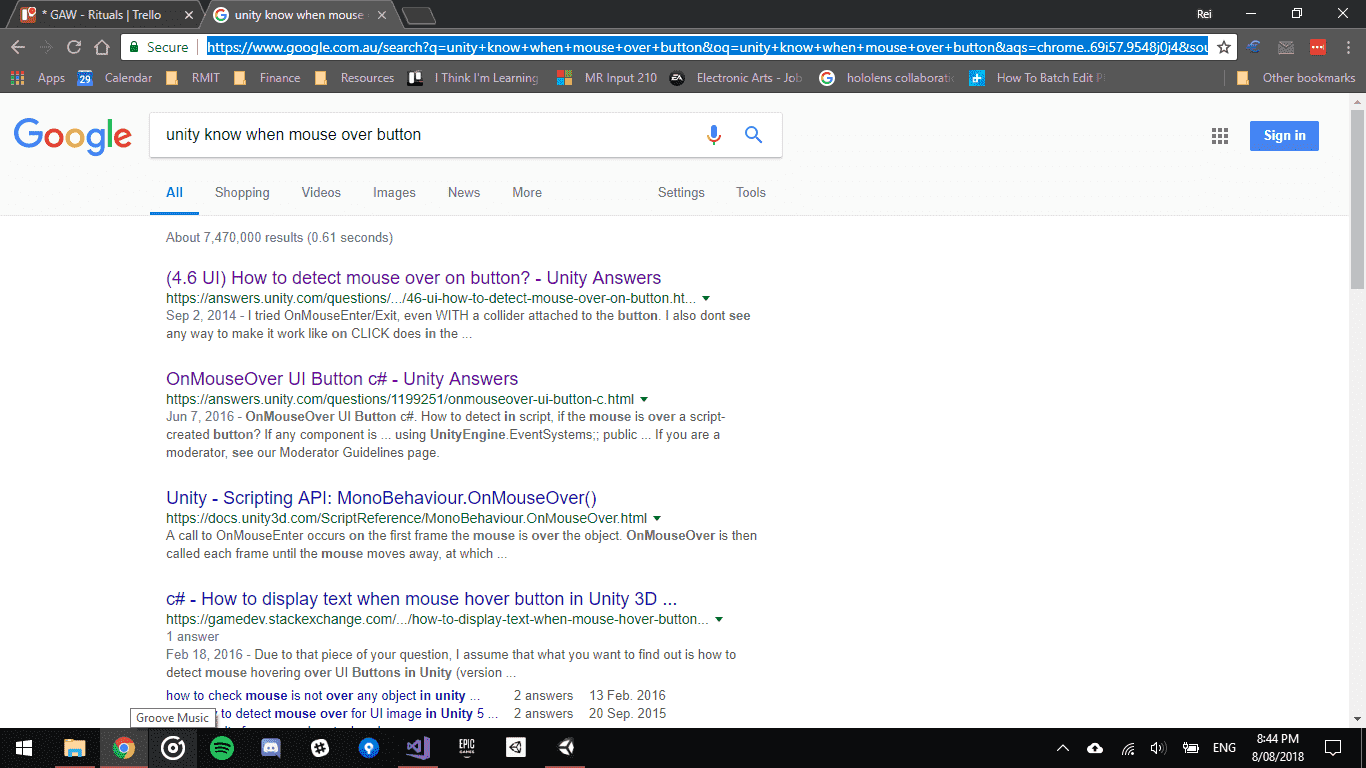 * GAW - Rituals | Trello
unity know when mouse
Rei
Secure
https://www.google.com.au/search?q=unity+know+when+mouse+over+button&oq=unity+know+when+mouse+over+button&aqs=chrome..69i57.9548j0j4&sou
Apps
29
Calendar
RMIT
Finance
Resources
I Think I'm Learning
MR Input 210
EA
Electronic Arts - Job
hololens collaborati
How To Batch Edit P
Other bookmarks
Google
unity know when mouse over button
Sign in
All
Shopping
Videos
Images
News
More
Settings
Tools
About 7,470,000 results (0.61 seconds)
(4.6 UI) How to detect mouse over on button? - Unity Answers
https://answers.unity.com/questions/.../46-ui-how-to-detect-mouse-over-on-button.ht...
Sep 2, 2014 - I tried OnMouseEnter/Exit, even WITH a collider attached to the button. I also dont see
any way to make it work like on CLICK does in the ...
OnMouseOver UI Button c# - Unity Answers
https://answers.unity.com/questions/1199251/onmouseover-ui-button-c.html
Jun 7, 2016 - OnMouseOver UI Button c#. How to detect in script, if the mouse is over a script-
created button? If any component is ... using UnityEngine.EventSystems;; public ... If you are a
moderator, see our Moderator Guidelines page.
Unity - Scripting API: MonoBehaviour.OnMouseOver()
https://docs.unity3d.com/ScriptReference/MonoBehaviour.OnMouseOver.html
A call to OnMouseEnter occurs on the first frame the mouse is over the object. OnMouseOver is then
called each frame until the mouse moves away, at which ...
c# - How to display text when mouse hover button in Unity 3D ...
https://gamedev.stackexchange.com/.../how-to-display-text-when-mouse-hover-button...
1 answer
Feb 18, 2016 - Due to that piece of your question, I assume that what you want to find out is how to
detect mouse hovering over UI Buttons in Unity (version ...
how to check mouse is not over any object in unity ... 2 answers 13 Feb. 2016
to detect mouse over for UI image in Unity 5 ... 2 answers 20 Sep. 2015
Groove Music
EPIC GAMES
ENG
8:44 PM
8/08/2018